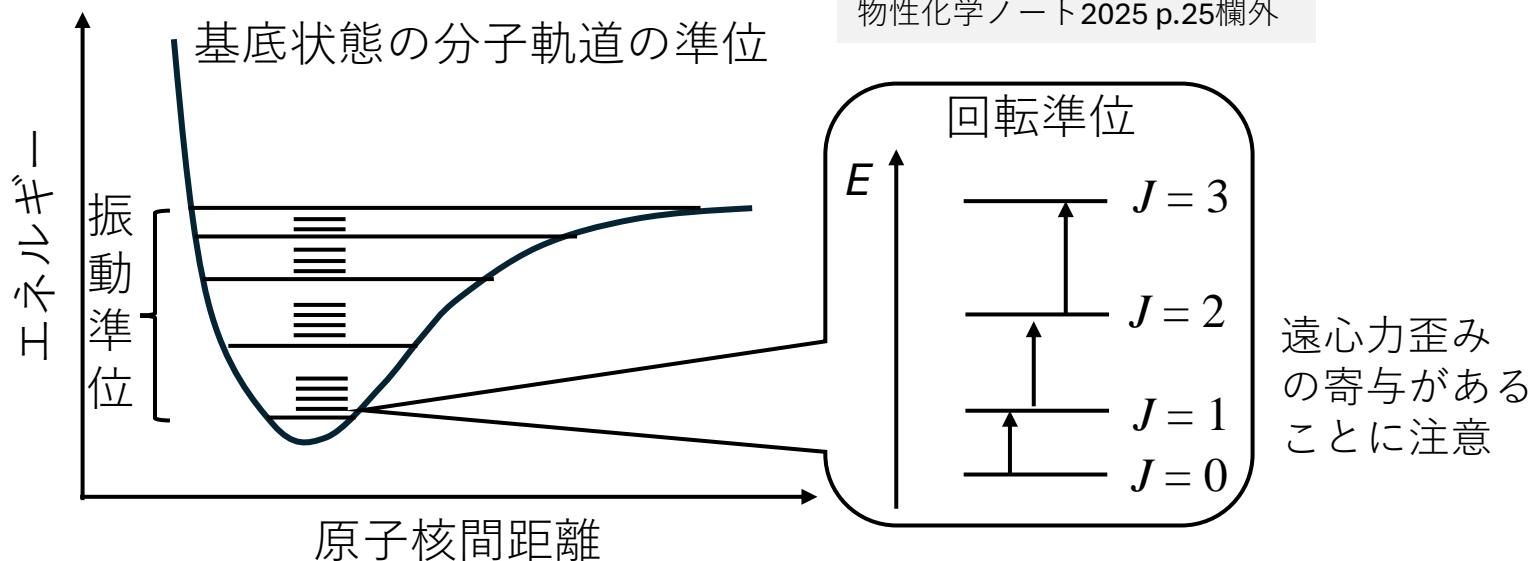 物性化学ノート2025 p.25欄外
基底状態の分子軌道の準位
エネルギー
振動準位
原子核間距離
回転準位
E
J = 3
J = 2
J = 1
J = 0
遠心力歪み
の寄与がある
ことに注意